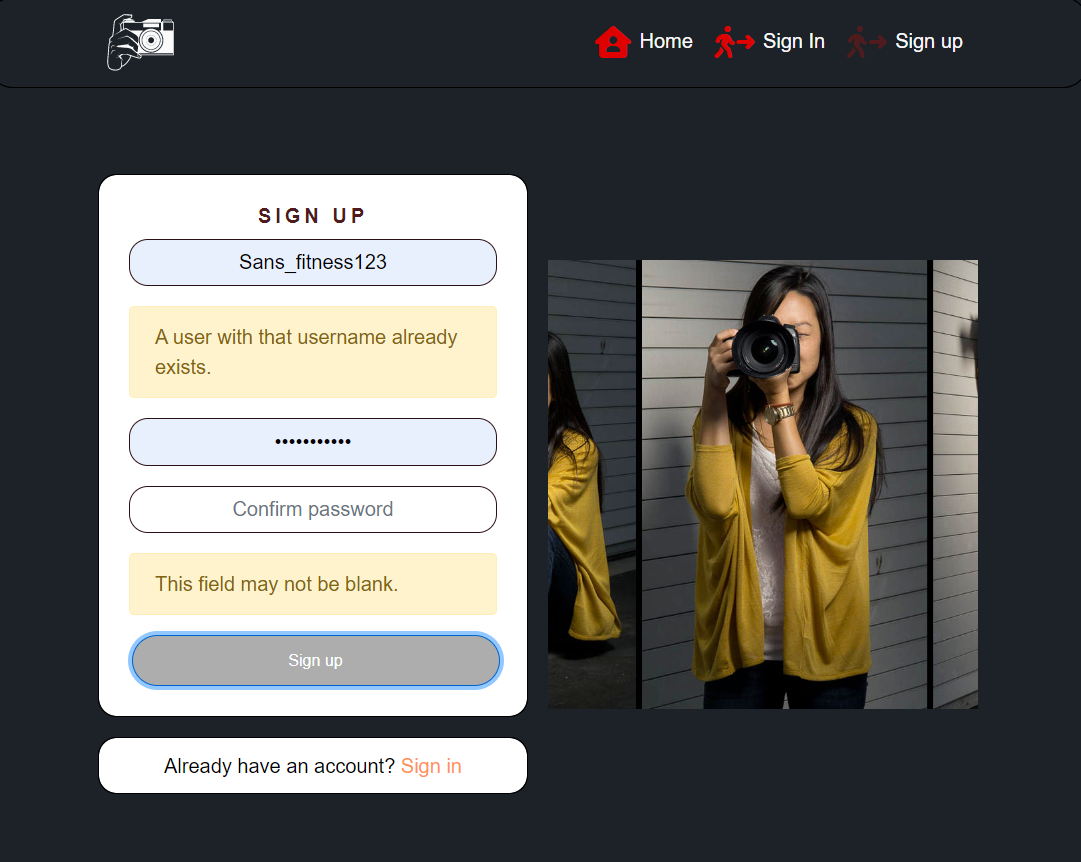 Home
Sign In
Sign up
SIGN UP
Sans_fitness123
A user with that username already
exists.
•••••••••••
Confirm password
This field may not be blank.
Sign up
Already have an account? Sign in